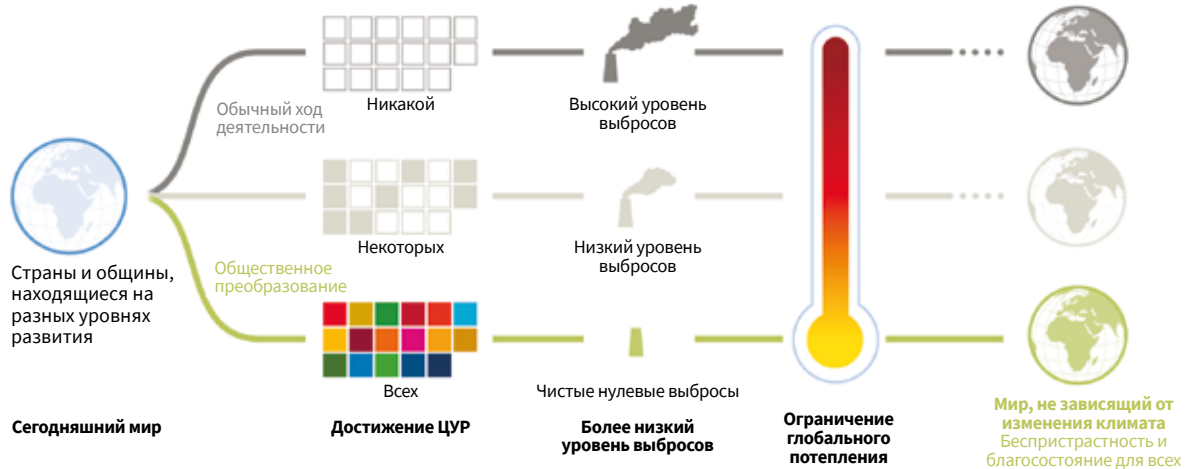 Обычный ход
деятельности
Никакой
Высокий уровень
выбросов
Некоторых
Низкий уровень
выбросов
Страны и общины,
находящиеся на
разных уровнях
развития
Общественное
преобразование
Всех
Чистые нулевые выбросы
Сегодняшний мир
Достижение ЦУР
Более низкий
уровень выбросов
Ограничение
глобального
потепления
Мир, не зависящий от
изменения климата
Беспристрастность и
благосостояние для всех